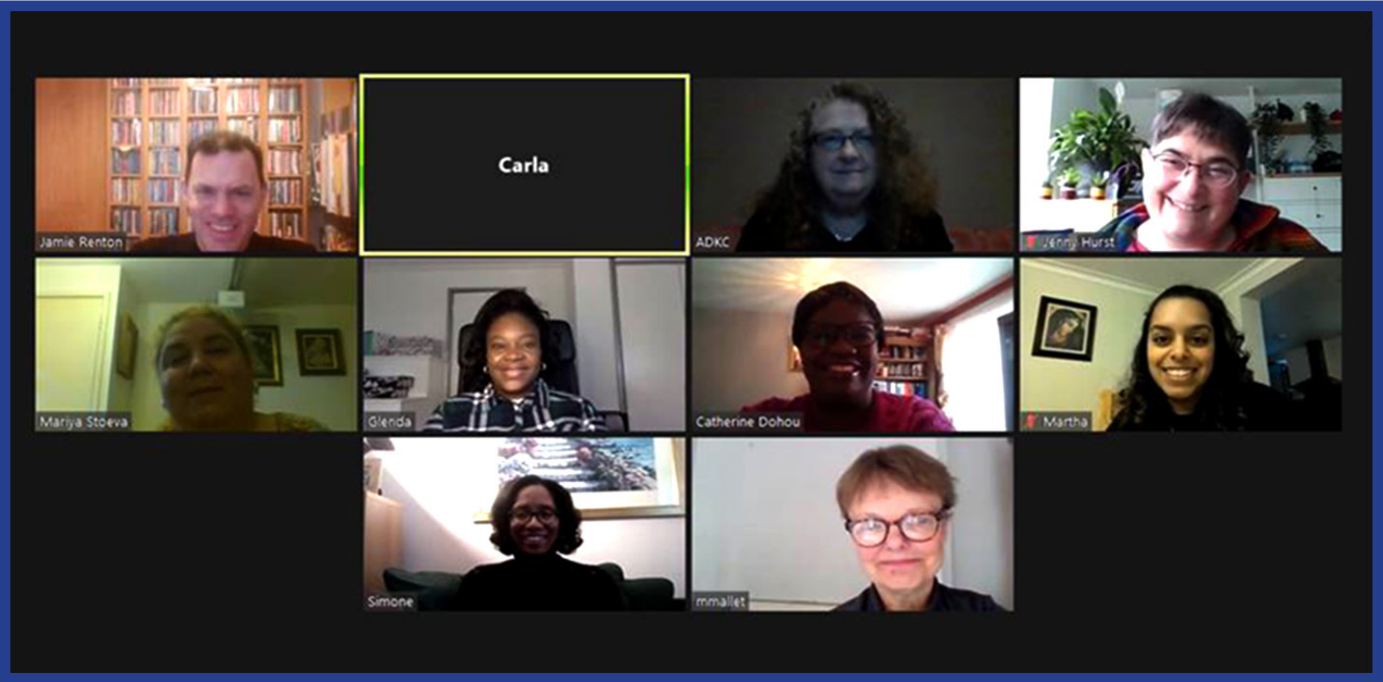 Carla
Jamie Renton
ADKC
Jenny Hurst
Mariya Stoeva
Glenda
Catherine Dohou
Martha
Simone
mmallet